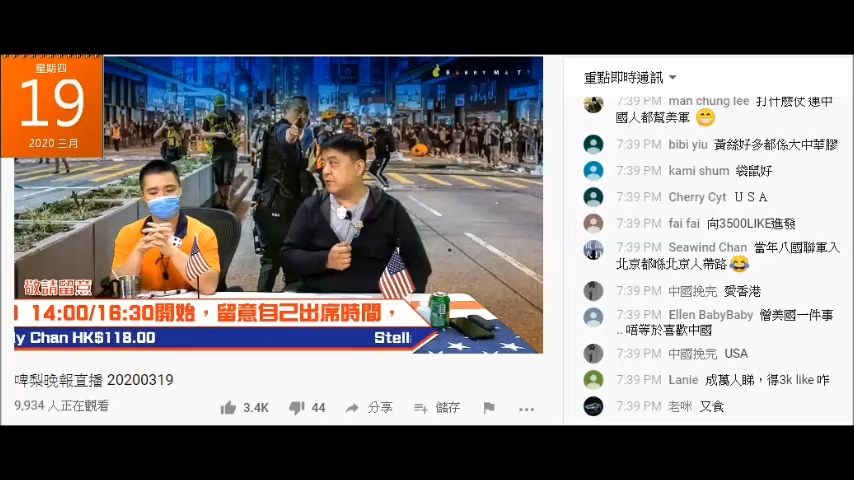 星期四
19
2020 三月
BARRYMATT
敬請留意
14:00/16:30開始，留意自己出席時間，
y Chan HK$118.00
Stell
啤梨晚報直播 20200319
9,934 人正在觀看
3.4K
44
分享
儲存
重點即時通訊
7:39 PM man chung lee 打什麽使 連中
國人都幫美軍 😁
7:39 PM bibi yiu 黃絲好多都係大中華膠
7:39 PM kami shum 袋鼠好
7:39 PM Cherry Cyt ＵＳＡ
7:39 PM fai fai 向3500LIKE進發
7:39 PM Seawind Chan 當年八國聯軍入
北京都喺北京人帶路😂
7:39 PM 中國挽完 愛香港
7:39 PM Ellen BabyBaby 憎美國一件事
..唔等於喜歡中國
7:39 PM 中國挽完 USA
7:39 PM Lanie 成萬人睇，得3k like 咋
7:39 PM 老咪 又食